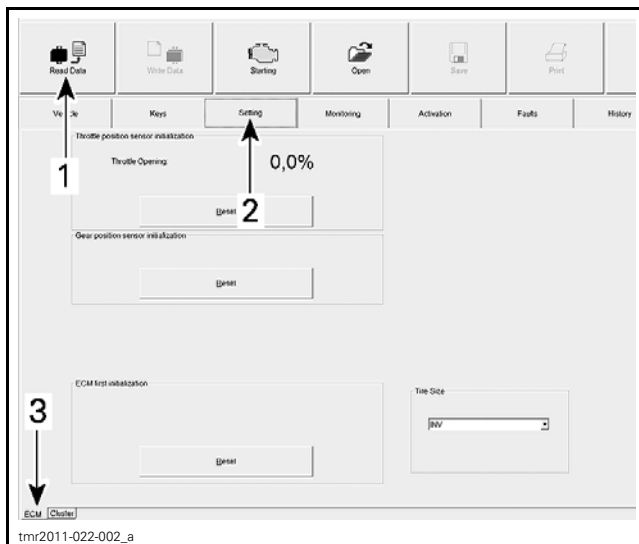 Read Data Write Data Starting Open Save Print
Keys Setting Monitoring Activation Faults History
Throttle position sensor initialization
Throttle Opening: 0,0%
1
2
Reset
Gear position sensor initialization
Reset
ECM first initialization
Tire Size
3
INV
Reset
ECM Cluster
tmr2011-022-002_a